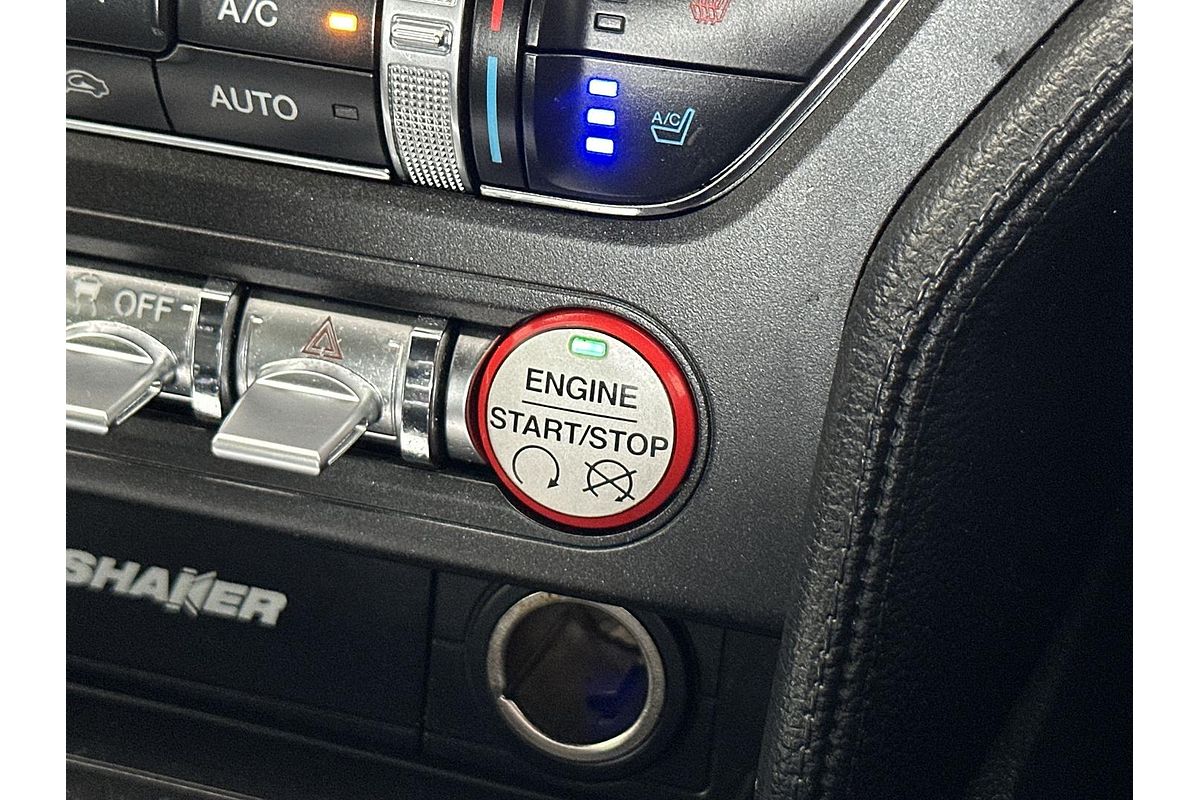 A/C
AUTO
A/C
OFF
ENGINE
START/STOP
SHAKER